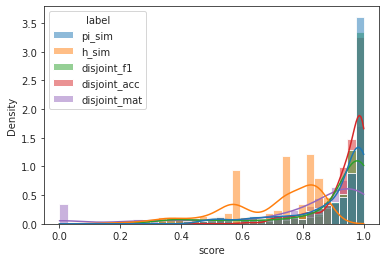 label
pi_sim
h_sim
disjoint_f1
disjoint_acc
disjoint_mat
3.5
3.0
2.5
2.0
1.5
1.0
0.5
0.0
Density
0.0 0.2 0.4 0.6 0.8 1.0
score